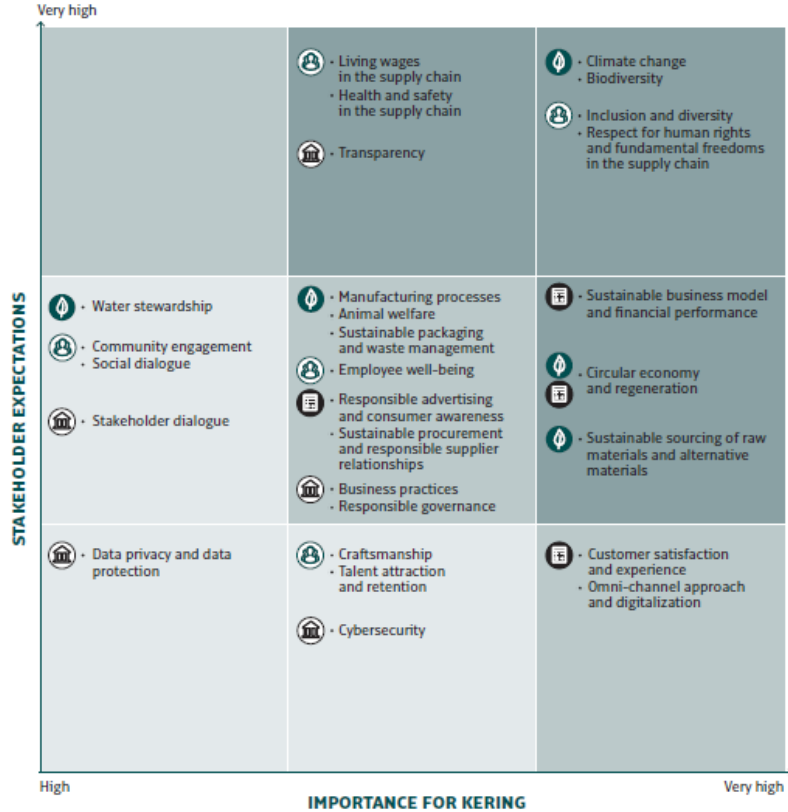 Very high
STAKEHOLDER EXPECTATIONS
• Living wages
in the supply chain
• Health and safety
in the supply chain
• Transparency
• Climate change
• Biodiversity
• Inclusion and diversity
• Respect for human rights
and fundamental freedoms
in the supply chain
• Water stewardship
• Community engagement
• Social dialogue
• Stakeholder dialogue
• Manufacturing processes
• Animal welfare
• Sustainable packaging
and waste management
• Employee well-being
• Responsible advertising
and consumer awareness
• Sustainable procurement
and responsible supplier
relationships
• Business practices
• Responsible governance
• Sustainable business model
and financial performance
• Circular economy
and regeneration
• Sustainable sourcing of raw
materials and alternative
materials
• Data privacy and data
protection
• Craftsmanship
• Talent attraction
and retention
• Cybersecurity
• Customer satisfaction
and experience
• Omni-channel approach
and digitalization
High
Very high
IMPORTANCE FOR KERING